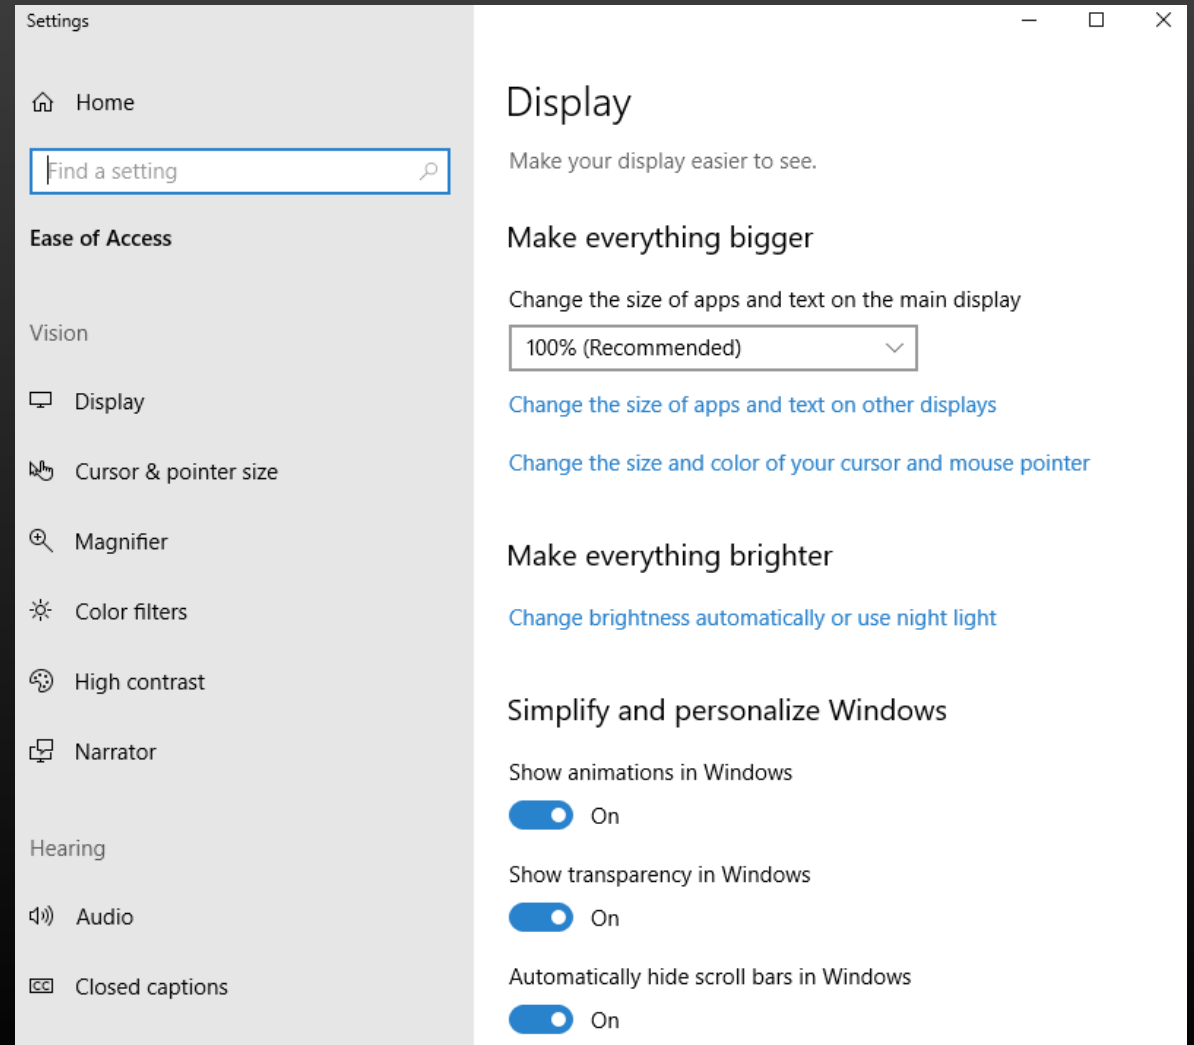 Settings
Home
Find a setting
Ease of Access
Vision
Display
Cursor & pointer size
Magnifier
Color filters
High contrast
Narrator
Hearing
Audio
CC Closed captions
Display
Make your display easier to see.
Make everything bigger
Change the size of apps and text on the main display
100% (Recommended)
Change the size of apps and text on other displays
Change the size and color of your cursor and mouse pointer
Make everything brighter
Change brightness automatically or use night light
Simplify and personalize Windows
Show animations in Windows
On
Show transparency in Windows
On
Automatically hide scroll bars in Windows
On